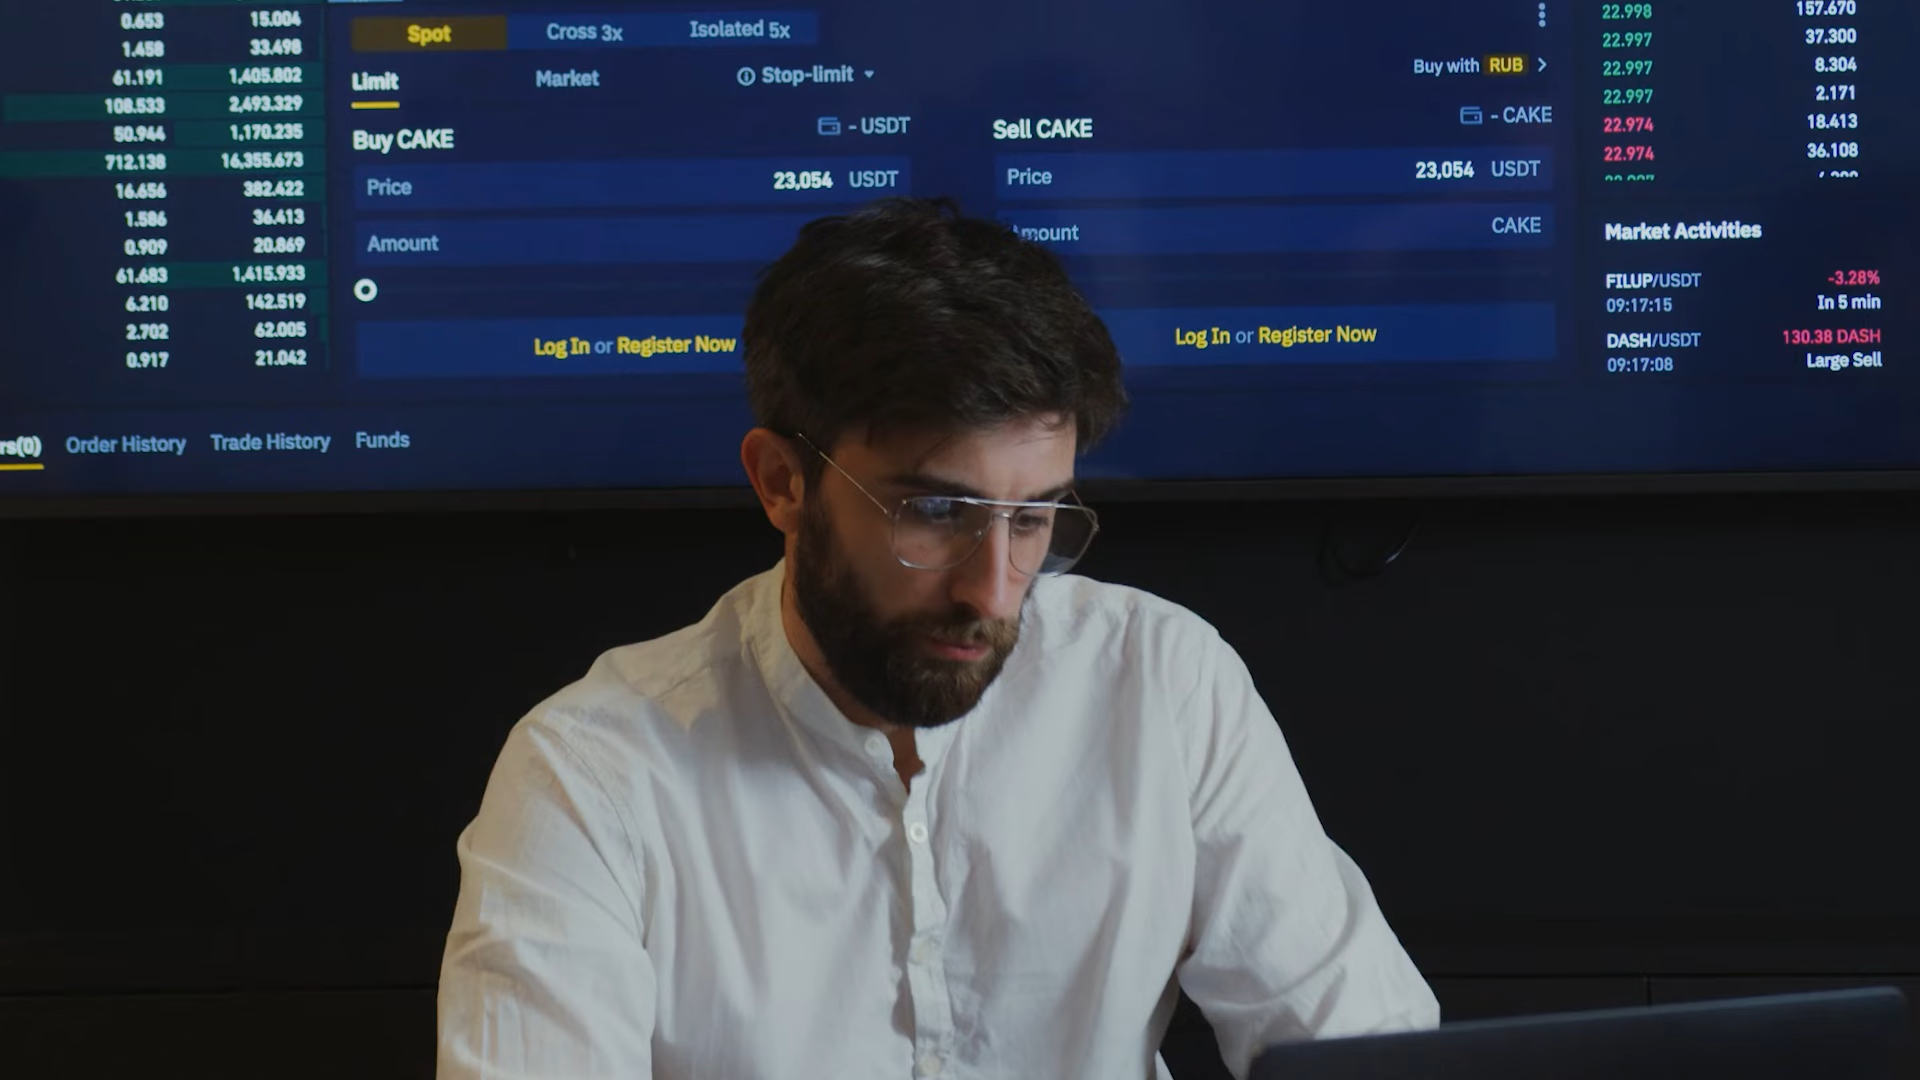 0.653 15.004
1.458 33.498
61.191 1,405.802
108.533 2,493.329
50.944 1,170.235
712.138 16,355.673
16.656 382.422
1.586 36.413
0.909 20.869
61.683 1,415.933
6.210 142.519
2.702 62.005
0.917 21.042
rs(0) Order History Trade History Funds
Spot Cross 3x Isolated 5x
Limit Market Stop-limit
Buy with RUB
Buy CAKE - USDT
Price 23,054 USDT
Amount
Log In or Register Now
Sell CAKE - CAKE
Price 23,054 USDT
Amount CAKE
Log In or Register Now
22.998 157.670
22.997 37.300
22.997 8.304
22.997 2.171
22.974 18.413
22.974 36.108
Market Activities
FILUP/USDT -3.28%
09:17:15 In 5 min
DASH/USDT 130.38 DASH
09:17:08 Large Sell